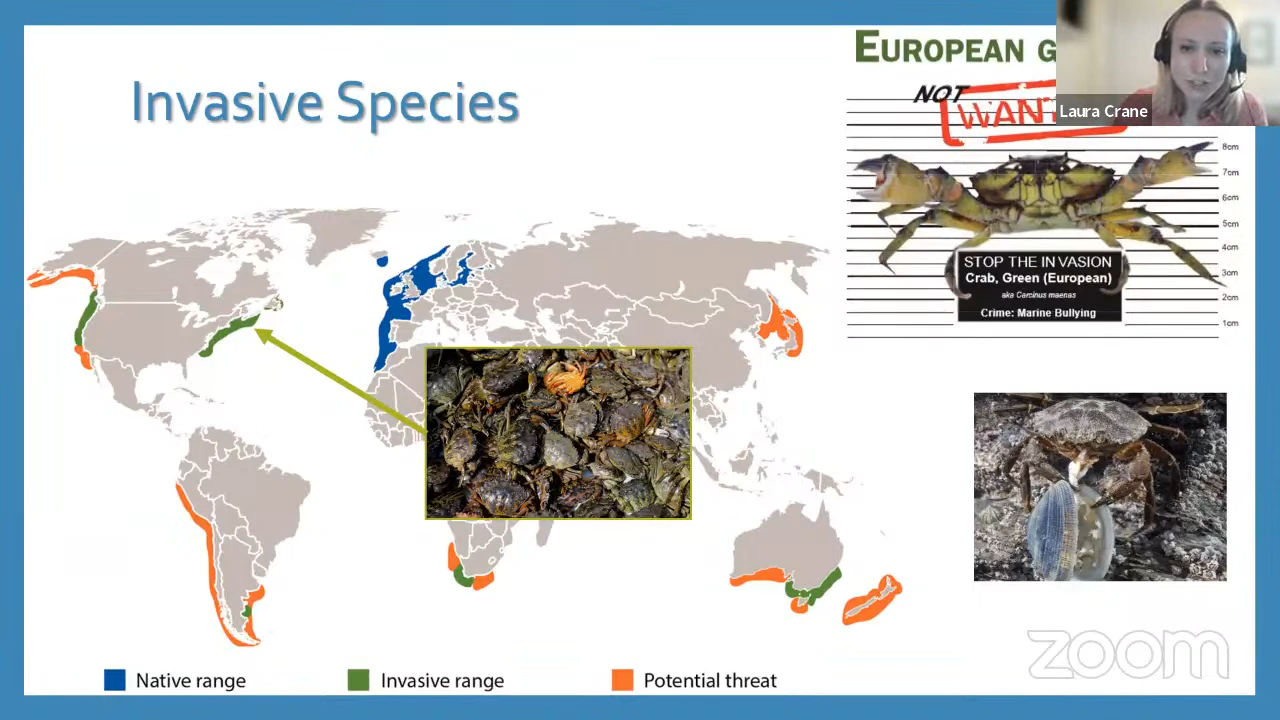 Invasive Species
EUROPEAN G
NOT
WANT
Laura Crane
8cm
7cm
6cm
5cm
4cm
3cm
2cm
1cm
STOP THE INVASION
Crab, Green (European)
aka Carcinus maenas
Crime: Marine Bullying
zoom
Native range
Invasive range
Potential threat